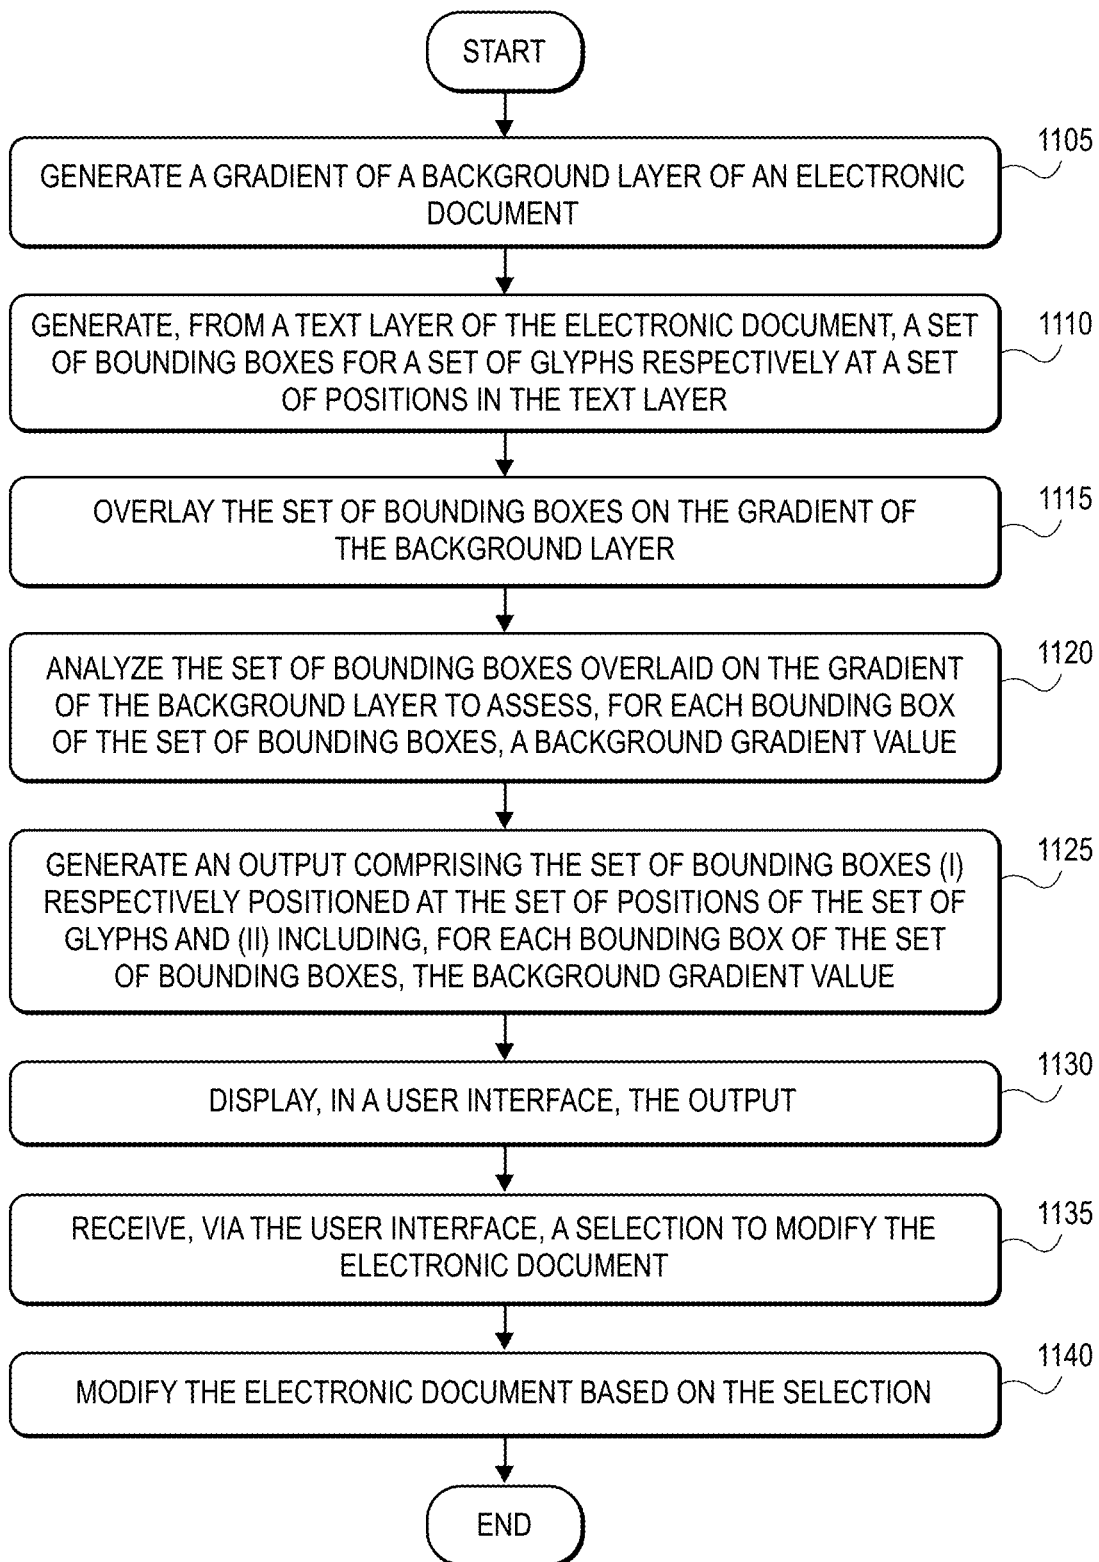 START
1105
GENERATE A GRADIENT OF A BACKGROUND LAYER OF AN ELECTRONIC
DOCUMENT
1110
GENERATE, FROM A TEXT LAYER OF THE ELECTRONIC DOCUMENT, A SET
OF BOUNDING BOXES FOR A SET OF GLYPHS RESPECTIVELY AT A SET
OF POSITIONS IN THE TEXT LAYER
1115
OVERLAY THE SET OF BOUNDING BOXES ON THE GRADIENT OF
THE BACKGROUND LAYER
1120
ANALYZE THE SET OF BOUNDING BOXES OVERLAID ON THE GRADIENT
OF THE BACKGROUND LAYER TO ASSESS, FOR EACH BOUNDING BOX
OF THE SET OF BOUNDING BOXES, A BACKGROUND GRADIENT VALUE
1125
GENERATE AN OUTPUT COMPRISING THE SET OF BOUNDING BOXES (I)
RESPECTIVELY POSITIONED AT THE SET OF POSITIONS OF THE SET OF
GLYPHS AND (II) INCLUDING, FOR EACH BOUNDING BOX OF THE SET
OF BOUNDING BOXES, THE BACKGROUND GRADIENT VALUE
1130
DISPLAY, IN A USER INTERFACE, THE OUTPUT
1135
RECEIVE, VIA THE USER INTERFACE, A SELECTION TO MODIFY THE
ELECTRONIC DOCUMENT
1140
MODIFY THE ELECTRONIC DOCUMENT BASED ON THE SELECTION
END